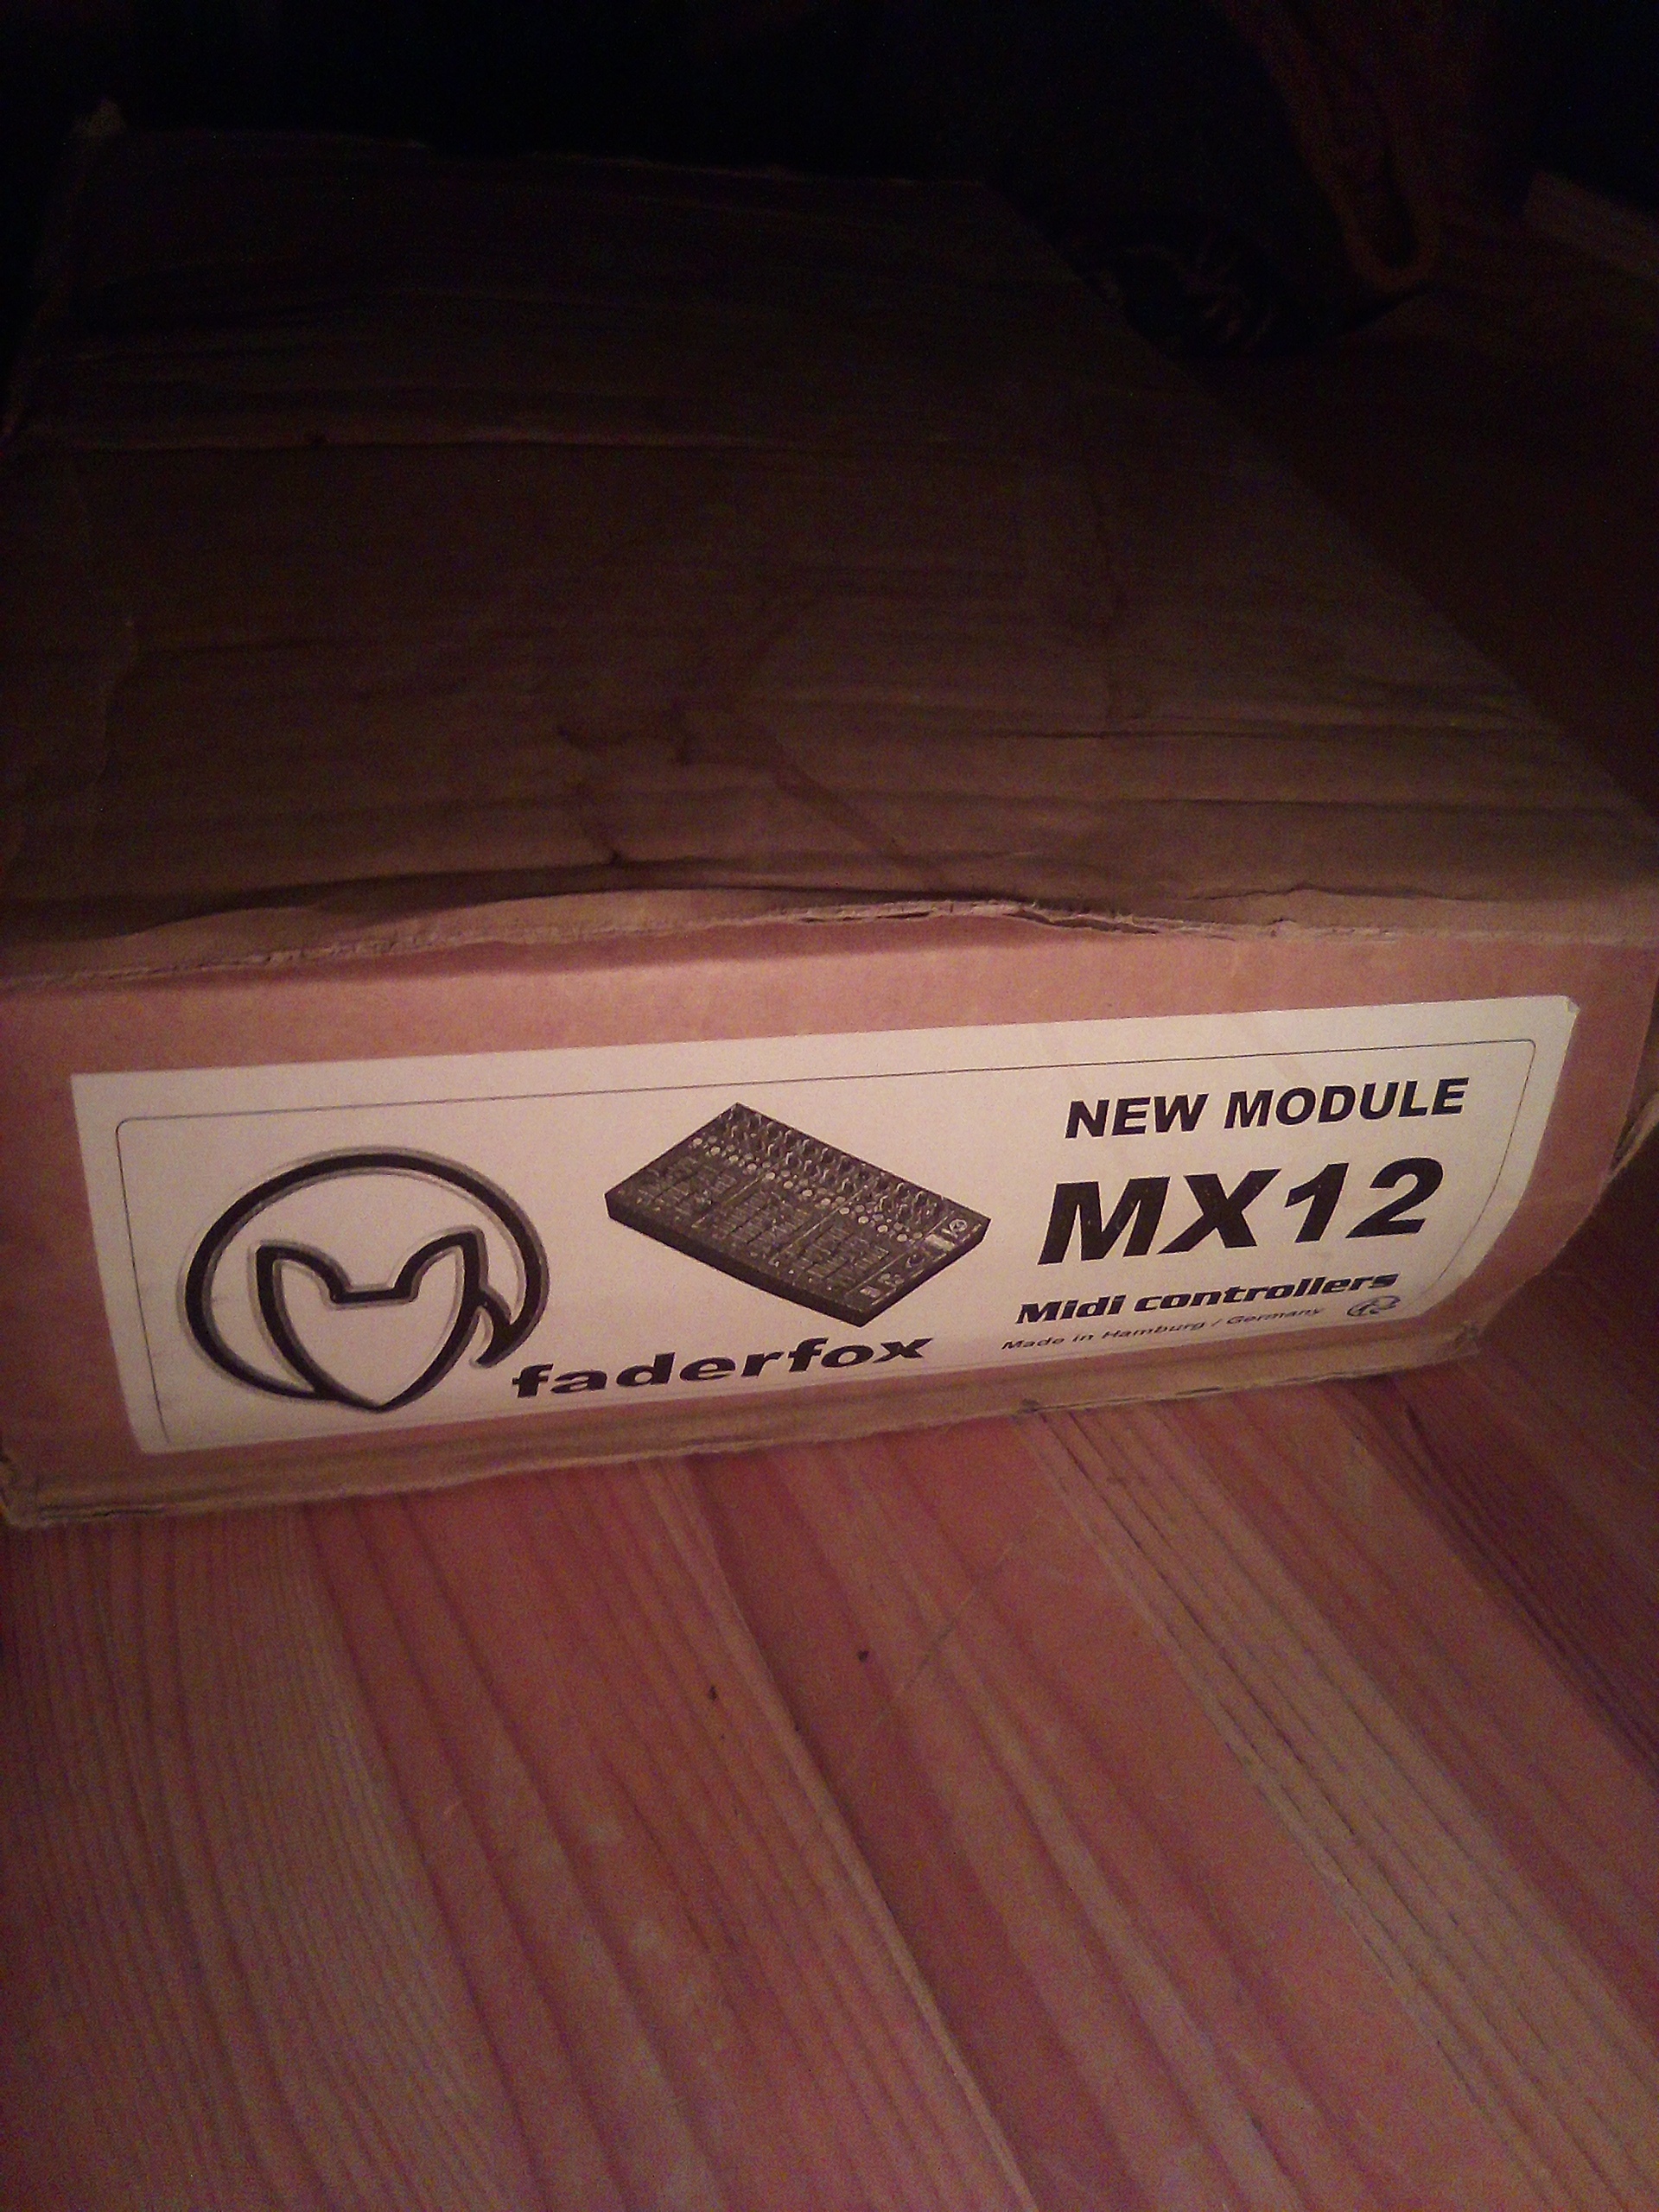 NEW MODULE
MX12
Midi controllers
Made in Hamburg / Germany
faderfox